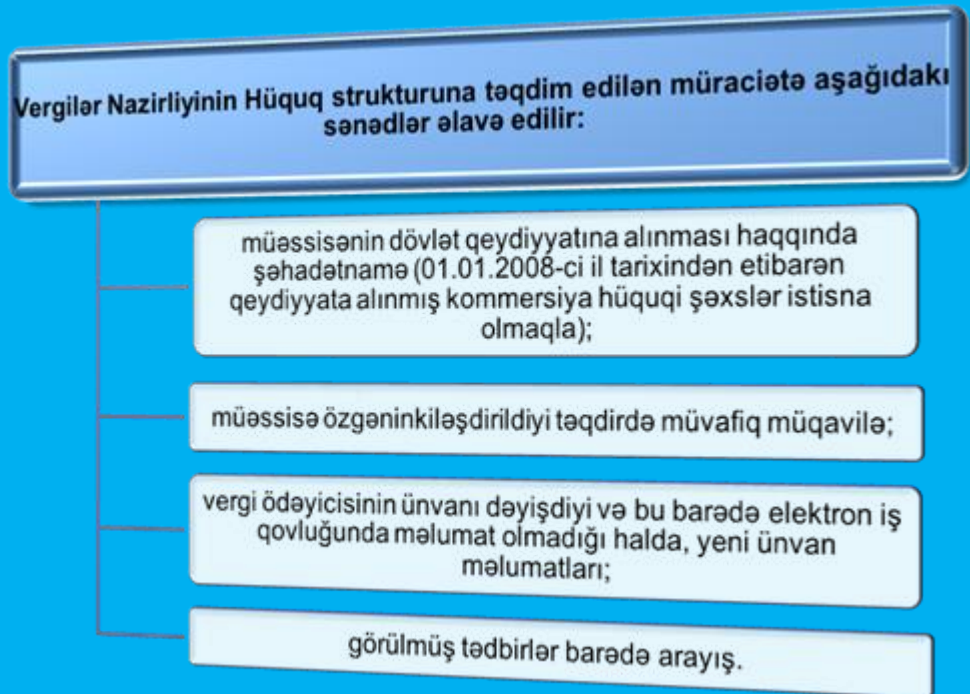 Vergilər Nazirliyinin Hüquq strukturuna təqdim edilən müraciətə aşağıdakı
sənədlər əlavə edilir:
müəssisənin dövlət qeydiyyatına alınması haqqında
şəhadətnamə (01.01.2008-ci il tarixindən etibarən
qeydiyyata alınmış kommersiya hüquqi şəxslər istisna
olmaqla);
müəssisə özgəninkiləşdirildiyi təqdirdə müvafiq müqavilə;
vergi ödəyicisinin ünvanı dəyişdiyi və bu barədə elektron iş
qovluğunda məlumat olmadığı halda, yeni ünvan
məlumatları;
görülmüş tədbirlər barədə arayış.